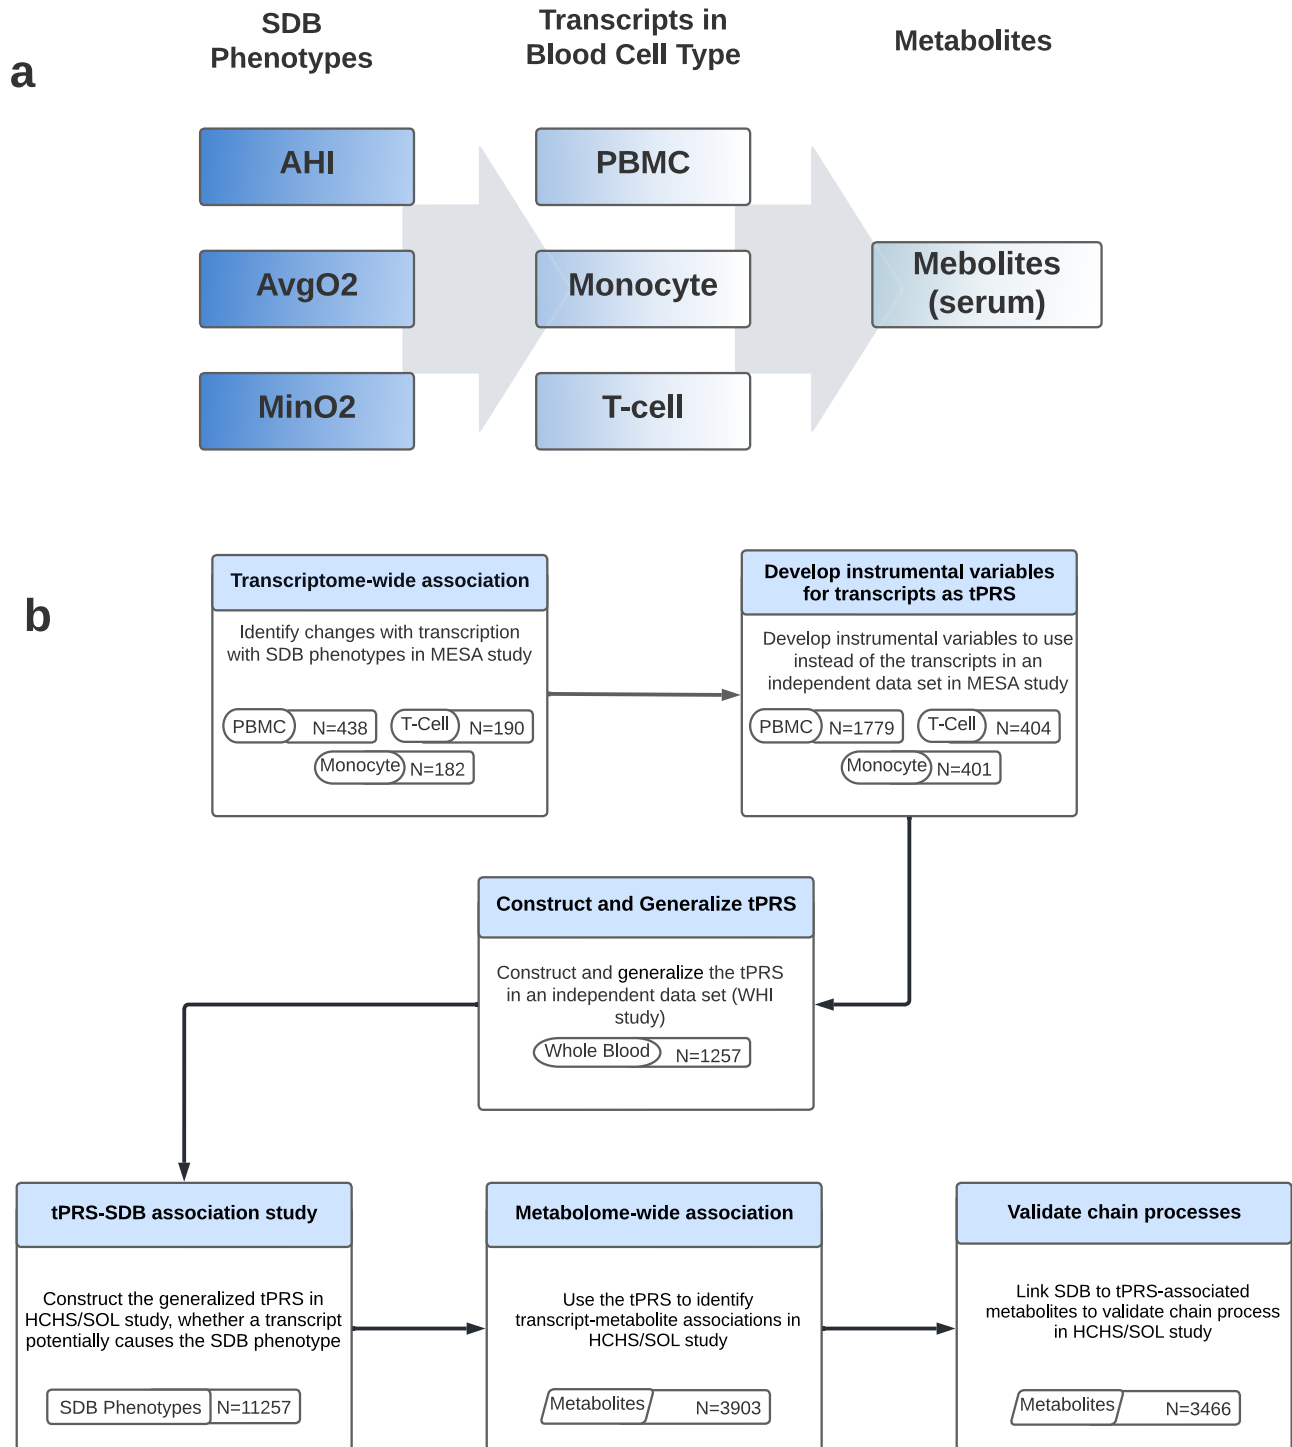 SDB
Phenotypes
Transcripts in
Blood Cell Type
Metabolites
a
AHI
PBMC
AvgO2
Monocyte
Mebolites
(serum)
MinO2
T-cell
b
Transcriptome-wide association
Identify changes with transcription
with SDB phenotypes in MESA study
PBMC N=438
T-Cell N=190
Monocyte N=182
Develop instrumental variables
for transcripts as tPRS
Develop instrumental variables to use
instead of the transcripts in an
independent data set in MESA study
PBMC N=1779
T-Cell N=404
Monocyte N=401
Construct and Generalize tPRS
Construct and generalize the tPRS
in an independent data set (WHI
study)
Whole Blood N=1257
tPRS-SDB association study
Construct the generalized tPRS in
HCHS/SOL study, whether a transcript
potentially causes the SDB phenotype
SDB Phenotypes N=11257
Metabolome-wide association
Use the tPRS to identify
transcript-metabolite associations in
HCHS/SOL study
Metabolites N=3903
Validate chain processes
Link SDB to tPRS-associated
metabolites to validate chain process
in HCHS/SOL study
Metabolites N=3466